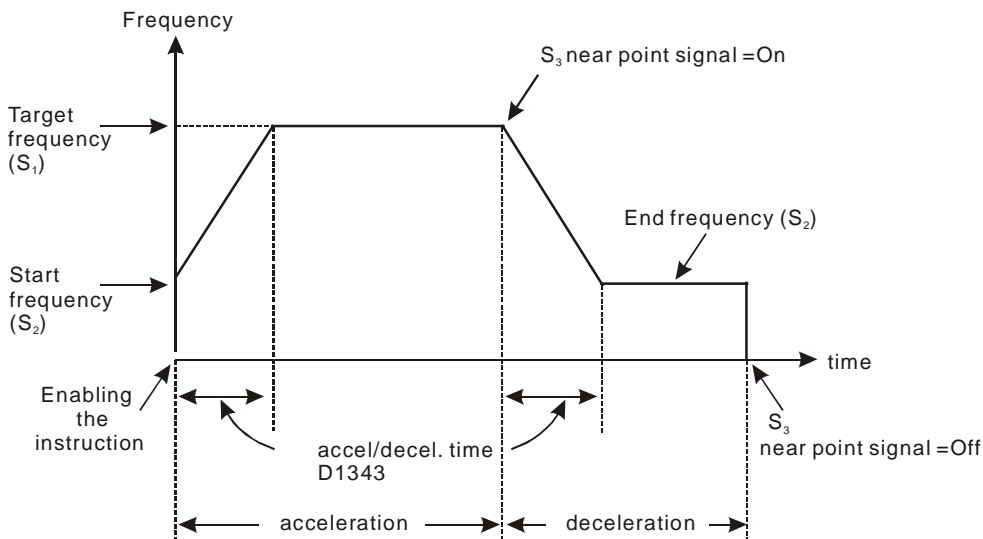 Frequency
S₃ near point signal =On
Target
frequency
(S₁)
End frequency (S₂)
Start
frequency
(S₂)
time
Enabling
the
instruction
S₃
near point signal =Off
accel/decel. time
D1343
acceleration
deceleration